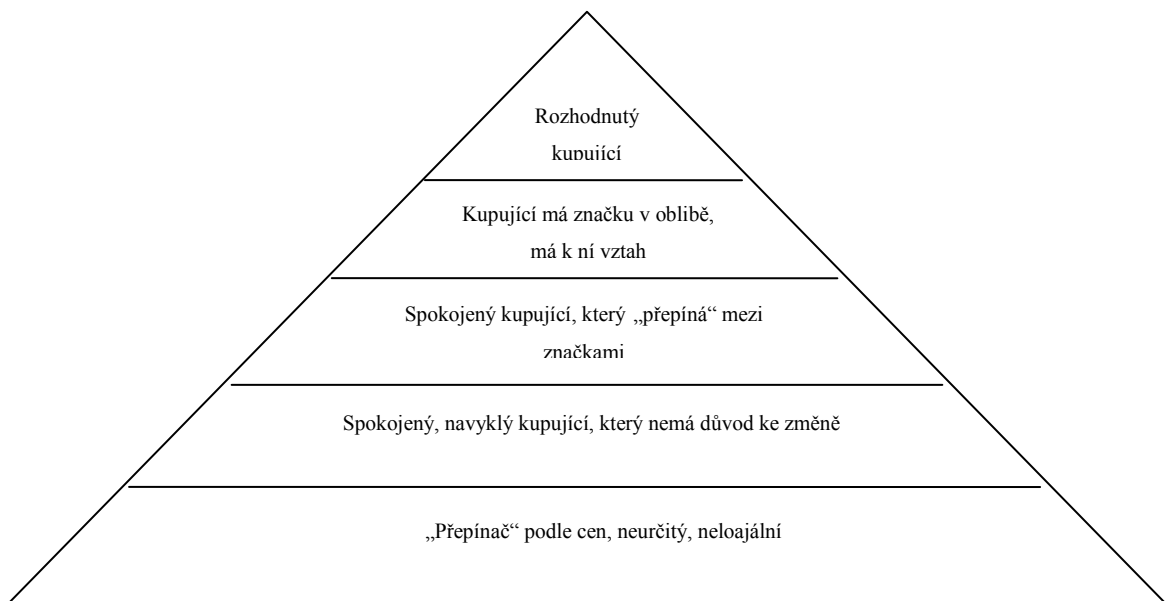 Rozhodnutý
kupující
Kupující má značku v oblibě,
má k ní vztah
Spokojený kupující, který „přepíná“ mezi
značkami
Spokojený, navyklý kupující, který nemá důvod ke změně
„Přepínač“ podle cen, neurčitý, neloajální